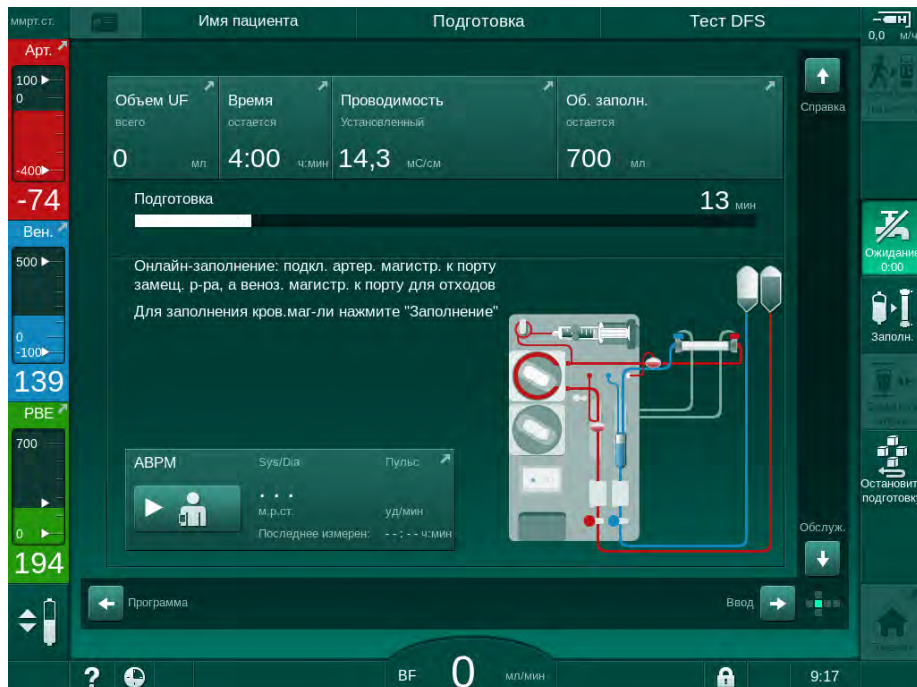 ммрт.ст.
Имя пациента
Подготовка
Тест DFS
0,0 м/ч
Арт.
100
0
-400
-74
Вен.
500
0
-100
139
PBE
700
0
194
Объем UF
всего
0 мл
Время
остается
4:00 ч:мин
Проводимость
Установленный
14,3 мС/см
Об. заполн.
остается
700 мл
Подготовка
13 мин
Онлайн-заполнение: подкл. артер. магистр. к порту
замещ. р-ра, а веноз. магистр. к порту для отходов
Для заполнения кров.маг-ли нажмите "Заполнение"
ABPM
Sys/Dia
Пульс
. . .
м.р.ст.
уд/мин
Последнее измерен: --:-- ч:мин
Справка
Обслуж.
Ожидание
0:00
Заполн.
Остановит
подготовк
Программа
Ввод
?
BF 0 мл/мин
9:17